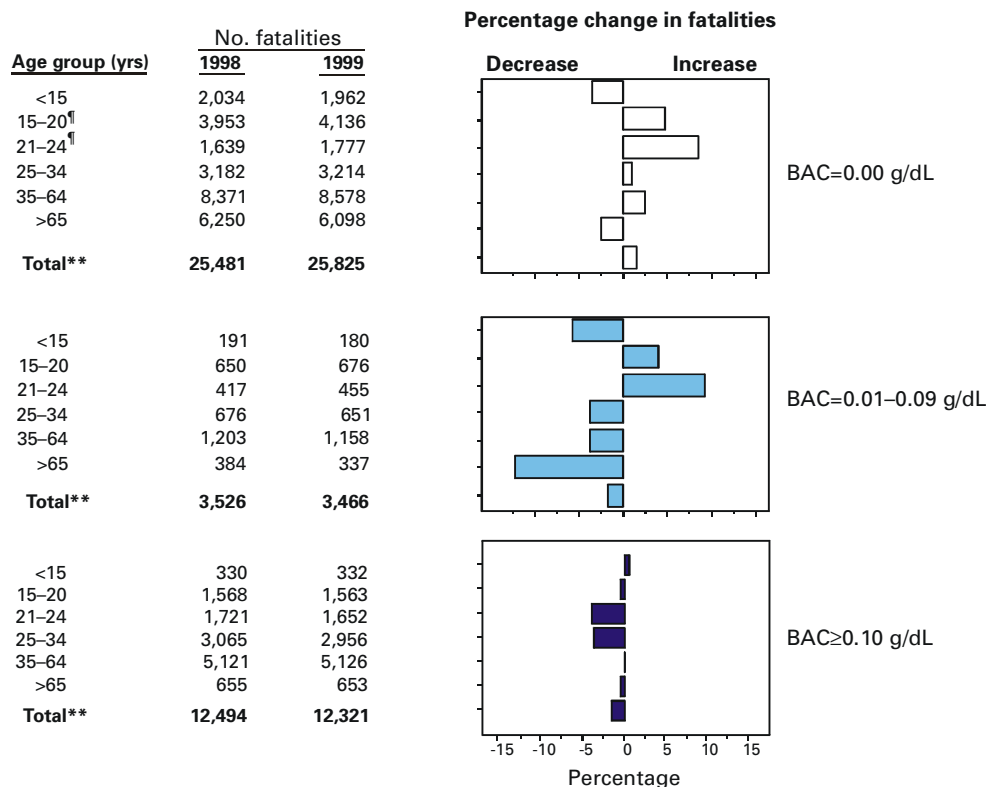 Percentage change in fatalities
No. fatalities
Age group (yrs) 1998 1999
Decrease Increase
<15 2,034 1,962
15–20¶ 3,953 4,136
21–24¶ 1,639 1,777
25–34 3,182 3,214
35–64 8,371 8,578
>65 6,250 6,098
Total** 25,481 25,825
BAC=0.00 g/dL
<15 191 180
15–20 650 676
21–24 417 455
25–34 676 651
35–64 1,203 1,158
>65 384 337
Total** 3,526 3,466
BAC=0.01–0.09 g/dL
<15 330 332
15–20 1,568 1,563
21–24 1,721 1,652
25–34 3,065 2,956
35–64 5,121 5,126
>65 655 653
Total** 12,494 12,321
BAC≥0.10 g/dL
-15 -10 -5 0 5 10 15
Percentage